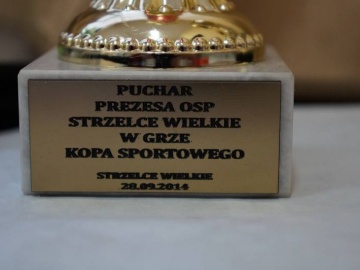 PUCHAR
PREZESA OSP
STRZELCE WIELKIE
W GRZE
KOPA SPORTOWEGO
STRZELCE WIELKIE
28.09.2014